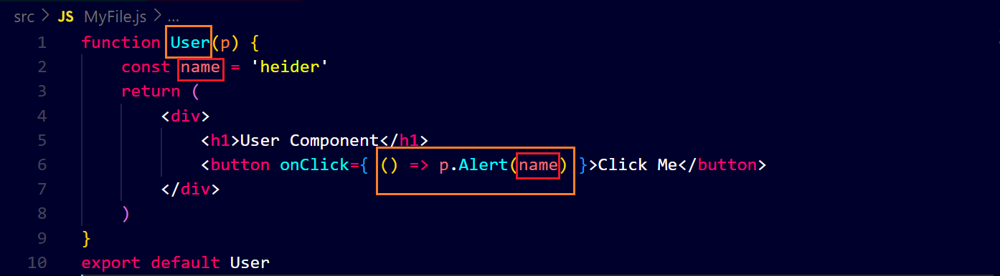 src > JS MyFile.js > ...
1 function User(p) {
2 const name = 'heider'
3 return (
4 <div>
5 <h1>User Component</h1>
6 <button onClick={ () => p.Alert(name) }>Click Me</button>
7 </div>
8 )
9 }
10 export default User